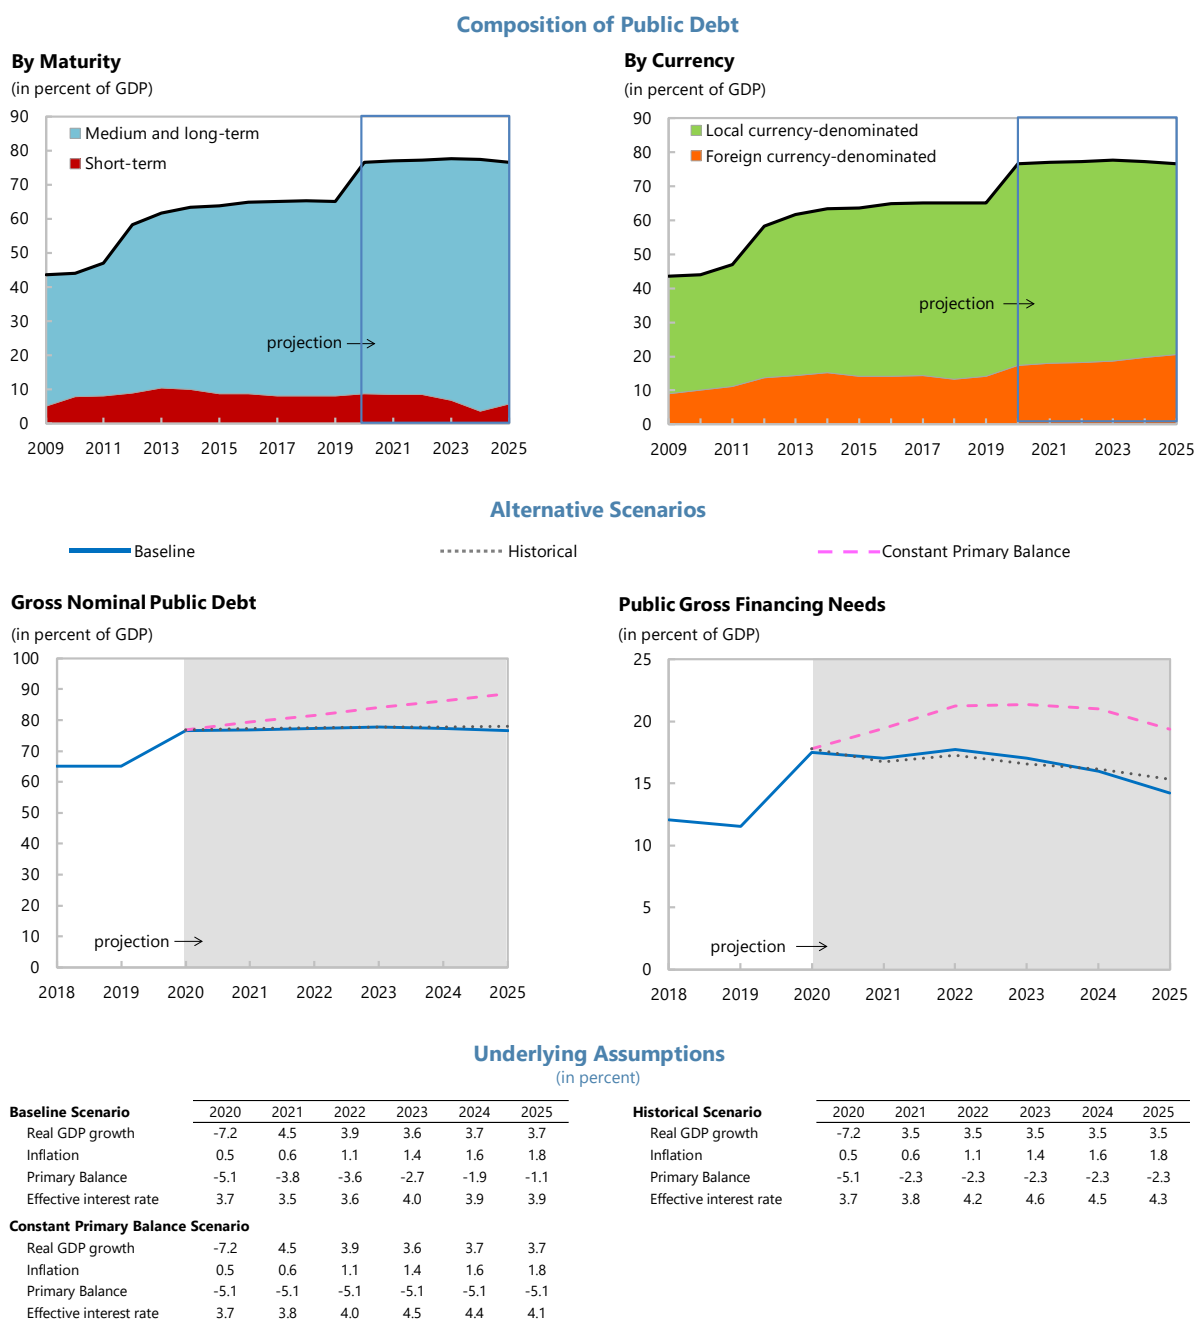 Composition of Public Debt
By Maturity
(in percent of GDP)
90
80
70
60
50
40
30
20
10
0
Medium and long-term
Short-term
projection
2009 2011 2013 2015 2017 2019 2021 2023 2025
By Currency
(in percent of GDP)
90
80
70
60
50
40
30
20
10
0
Local currency-denominated
Foreign currency-denominated
projection
2009 2011 2013 2015 2017 2019 2021 2023 2025
Alternative Scenarios
Baseline Historical Constant Primary Balance
Gross Nominal Public Debt
(in percent of GDP)
100
90
80
70
60
50
40
30
20
10
0
projection
2018 2019 2020 2021 2022 2023 2024 2025
Public Gross Financing Needs
(in percent of GDP)
25
20
15
10
5
0
projection
2018 2019 2020 2021 2022 2023 2024 2025
Underlying Assumptions
(in percent)
Baseline Scenario 2020 2021 2022 2023 2024 2025
Real GDP growth -7.2 4.5 3.9 3.6 3.7 3.7
Inflation 0.5 0.6 1.1 1.4 1.6 1.8
Primary Balance -5.1 -3.8 -3.6 -2.7 -1.9 -1.1
Effective interest rate 3.7 3.5 3.6 4.0 3.9 3.9
Constant Primary Balance Scenario
Real GDP growth -7.2 4.5 3.9 3.6 3.7 3.7
Inflation 0.5 0.6 1.1 1.4 1.6 1.8
Primary Balance -5.1 -5.1 -5.1 -5.1 -5.1 -5.1
Effective interest rate 3.7 3.8 4.0 4.5 4.4 4.1
Historical Scenario 2020 2021 2022 2023 2024 2025
Real GDP growth -7.2 3.5 3.5 3.5 3.5 3.5
Inflation 0.5 0.6 1.1 1.4 1.6 1.8
Primary Balance -5.1 -2.3 -2.3 -2.3 -2.3 -2.3
Effective interest rate 3.7 3.8 4.2 4.6 4.5 4.3